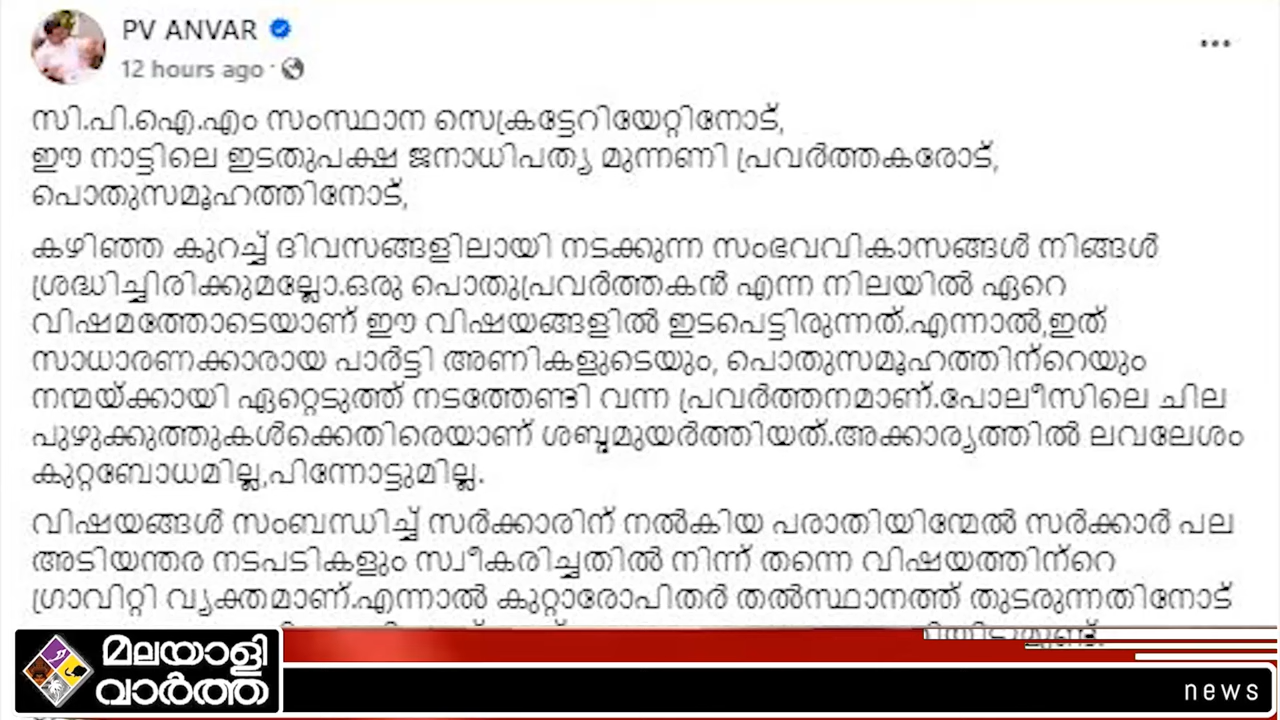 PV ANVAR
12 hours ago ·
സി.പി.ഐ.എം സംസ്ഥാന സെക്രട്ടേറിയേറ്റിനോട്,
ഈ നാട്ടിലെ ഇടതുപക്ഷ ജനാധിപത്യ മുന്നണി പ്രവർത്തകരോട്,
പൊതുസമൂഹത്തിനോട്,
കഴിഞ്ഞ കുറച്ച് ദിവസങ്ങളിലായി നടക്കുന്ന സംഭവവികാസങ്ങൾ നിങ്ങൾ
ശ്രദ്ധിച്ചിരിക്കുമല്ലോ.ഒരു പൊതുപ്രവർത്തകൻ എന്ന നിലയിൽ ഏറെ
വിഷമത്തോടെയാണ് ഈ വിഷയങ്ങളിൽ ഇടപെട്ടിരുന്നത്.എന്നാൽ,ഇത്
സാധാരണക്കാരായ പാർട്ടി അണികളുടെയും, പൊതുസമൂഹത്തിന്റെയും
നന്മയ്ക്കായി ഏറ്റെടുത്ത് നടത്തേണ്ടി വന്ന പ്രവർത്തനമാണ്.പോലീസിലെ ചില
പുഴുക്കുത്തുകൾക്കെതിരെയാണ് ശബ്ദമുയർത്തിയത്.അക്കാര്യത്തിൽ ലവലേശം
കുറ്റബോധമില്ല,പിന്നോട്ടുമില്ല.
വിഷയങ്ങൾ സംബന്ധിച്ച് സർക്കാരിന് നൽകിയ പരാതിയിന്മേൽ സർക്കാർ പല
അടിയന്തര നടപടികളും സ്വീകരിച്ചതിൽ നിന്ന് തന്നെ വിഷയത്തിന്റെ
ഗ്രാവിറ്റി വ്യക്തമാണ്.എന്നാൽ കുറ്റാരോപിതർ തൽസ്ഥാനത്ത് തുടരുന്നതിനോട്
മലയാളി
വാർത്ത
news